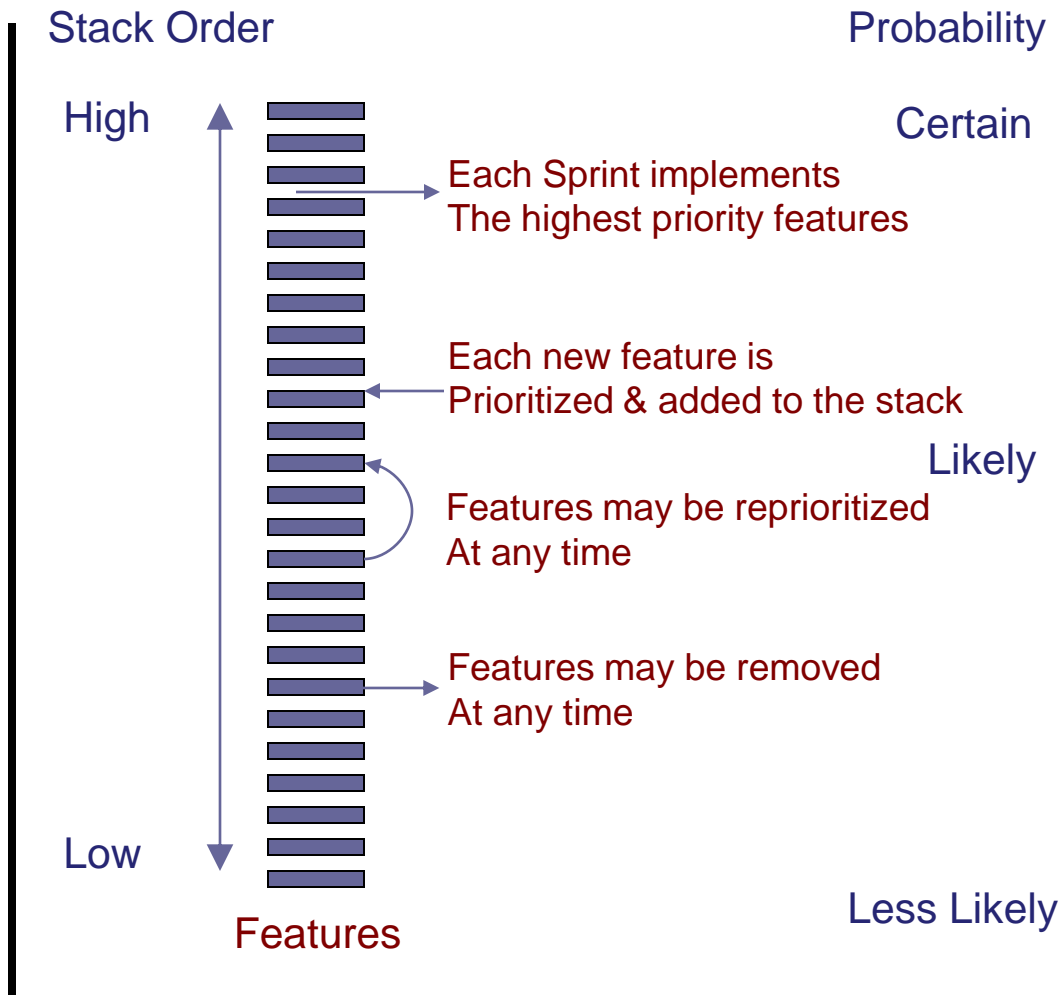 Stack Order
Probability
High
Certain
Each Sprint implements
The highest priority features
Each new feature is
Prioritized & added to the stack
Likely
Features may be reprioritized
At any time
Features may be removed
At any time
Low
Less Likely
Features